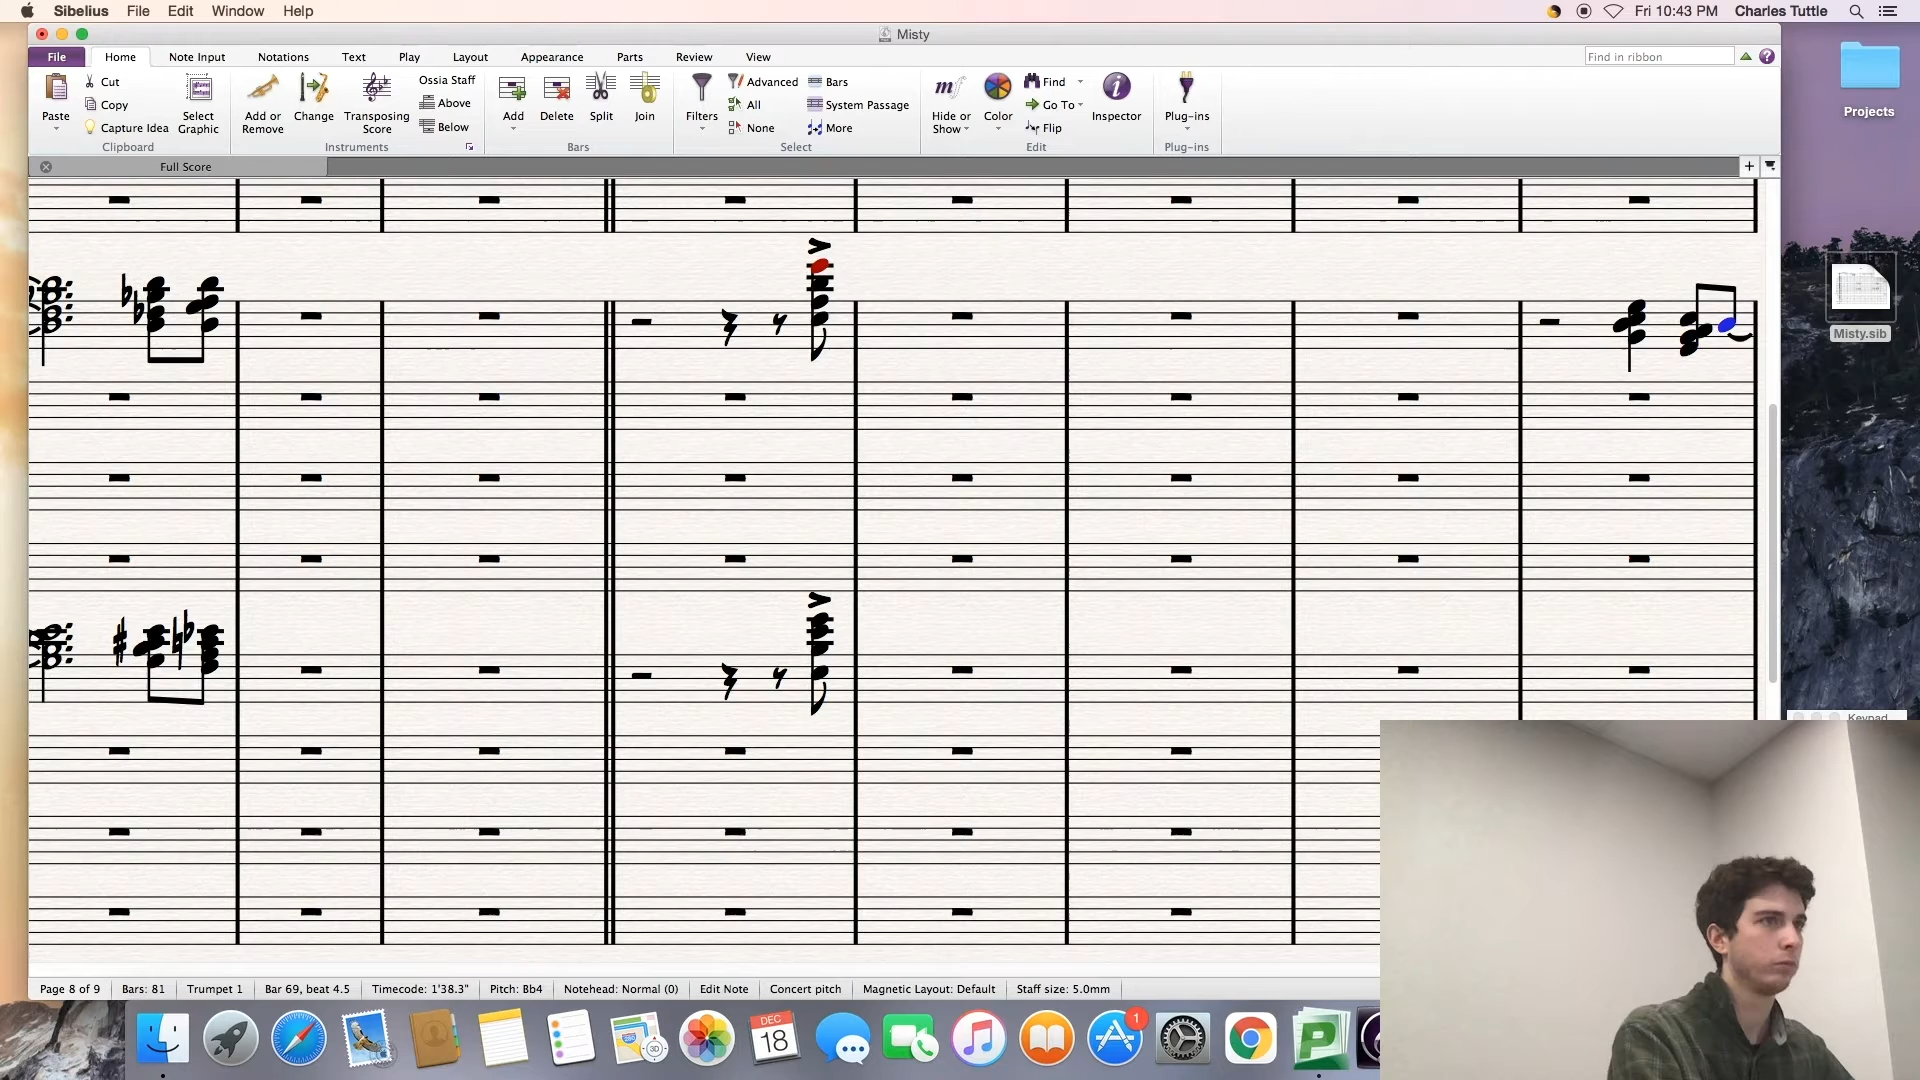 Sibelius File Edit Window Help Fri 10:43 PM Charles Tuttle
Misty
File Home Note Input Notations Text Play Layout Appearance Parts Review View Find in ribbon
Paste
Cut
Copy
Capture Idea
Select Graphic
Clipboard
Add or Remove
Change
Transposing Score
Ossia Staff
Above
Below
Instruments
Add
Delete
Split
Join
Bars
Filters
Advanced
All
None
Bars
System Passage
More
Select
Hide or Show
Color
Find
Go To
Flip
Inspector
Edit
Plug-ins
Plug-ins
Full Score
Projects
Misty.sib
Keypad
Page 8 of 9 Bars: 81 Trumpet 1 Bar 69, beat 4.5 Timecode: 1'38.3" Pitch: Bb4 Notehead: Normal (0) Edit Note Concert pitch Magnetic Layout: Default Staff size: 5.0mm
DEC
18
1